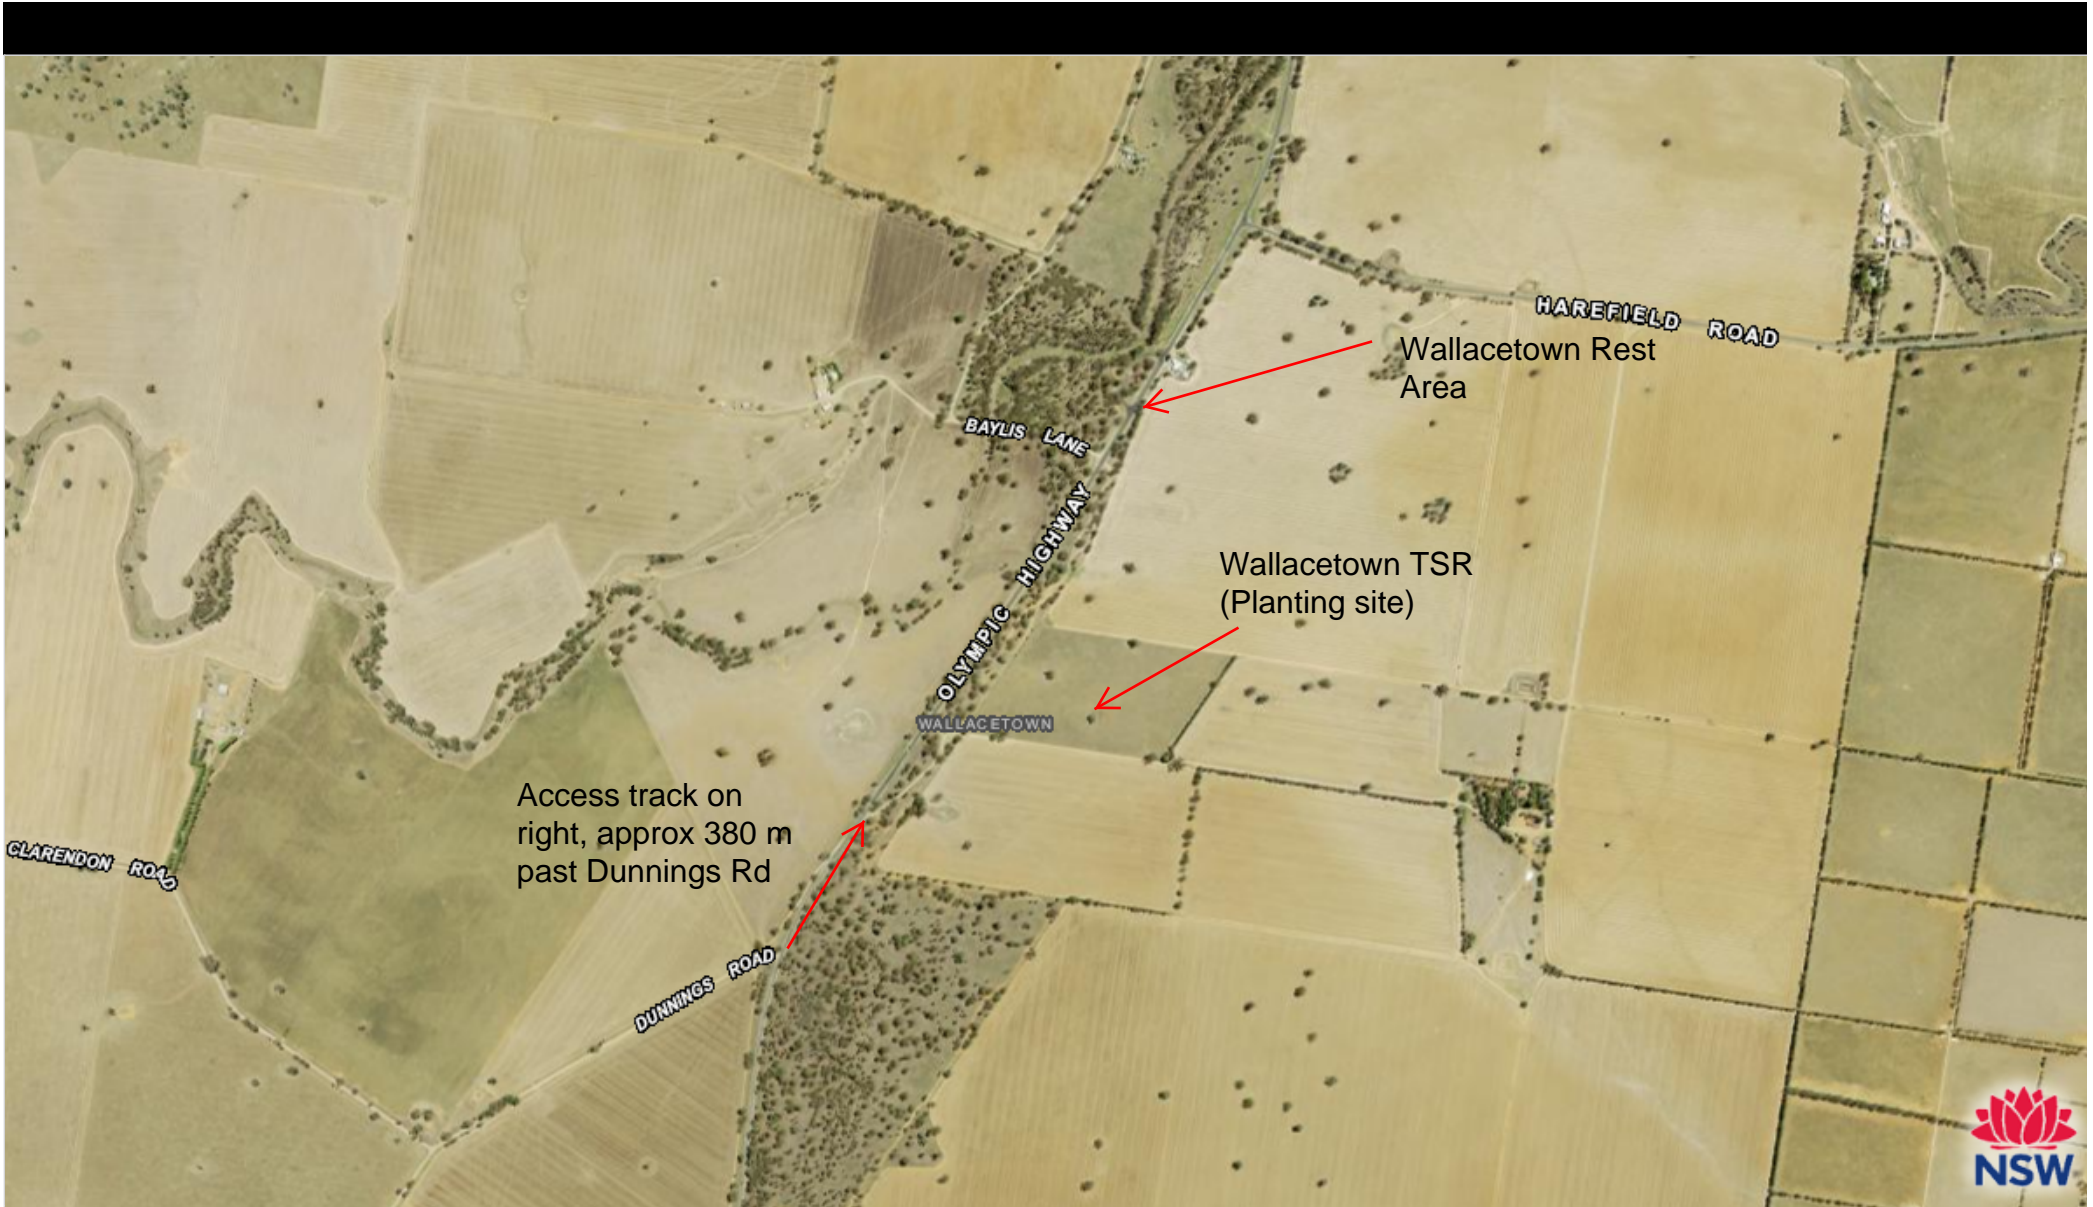 HAREFIELD ROAD
Wallacetown Rest
Area
BAYLIS LANE
OLYMPIC HIGHWAY
Wallacetown TSR
(Planting site)
WALLACETOWN
Access track on
right, approx 380 m
past Dunnings Rd
CLARENDON ROAD
DUNNINGS ROAD
NSW